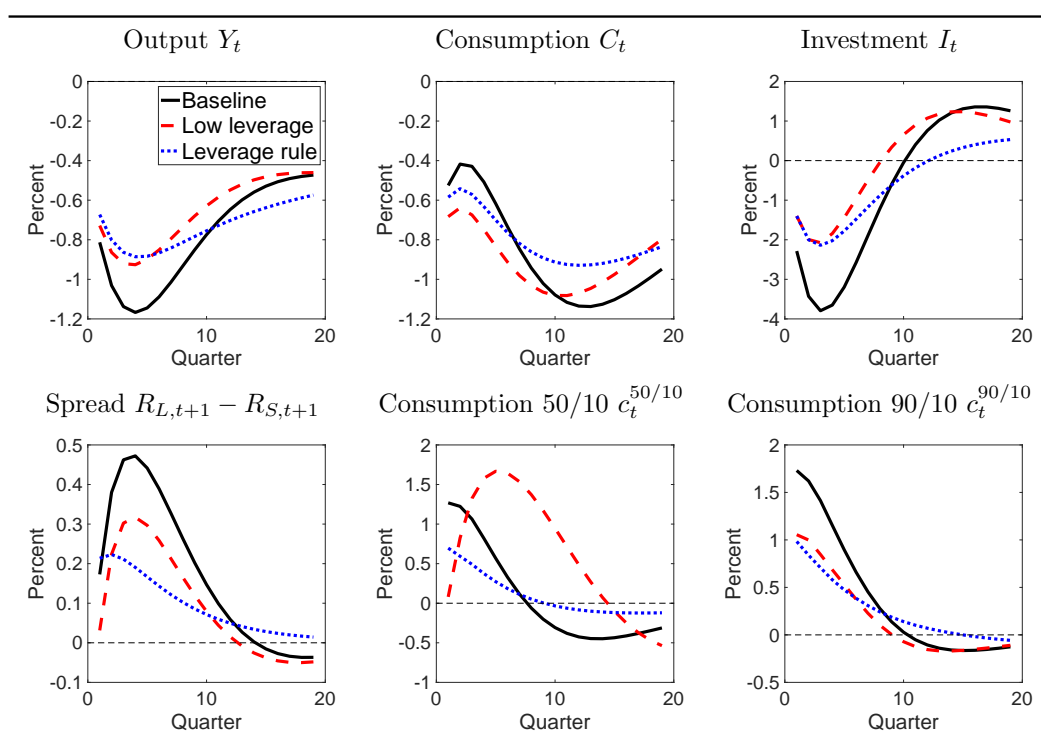 Output Y_t
Consumption C_t
Investment I_t
Percent
0
-0.2
-0.4
-0.6
-0.8
-1
-1.2
0
10
20
Quarter
Baseline
Low leverage
Leverage rule
Percent
0
-0.2
-0.4
-0.6
-0.8
-1
-1.2
0
10
20
Quarter
Percent
2
1
0
-1
-2
-3
-4
0
10
20
Quarter
Spread R_{L,t+1} − R_{S,t+1}
Consumption 50/10 c_t^{50/10}
Consumption 90/10 c_t^{90/10}
Percent
0.5
0.4
0.3
0.2
0.1
0
-0.1
0
10
20
Quarter
Percent
2
1.5
1
0.5
0
-0.5
-1
0
10
20
Quarter
Percent
2
1.5
1
0.5
0
-0.5
0
10
20
Quarter